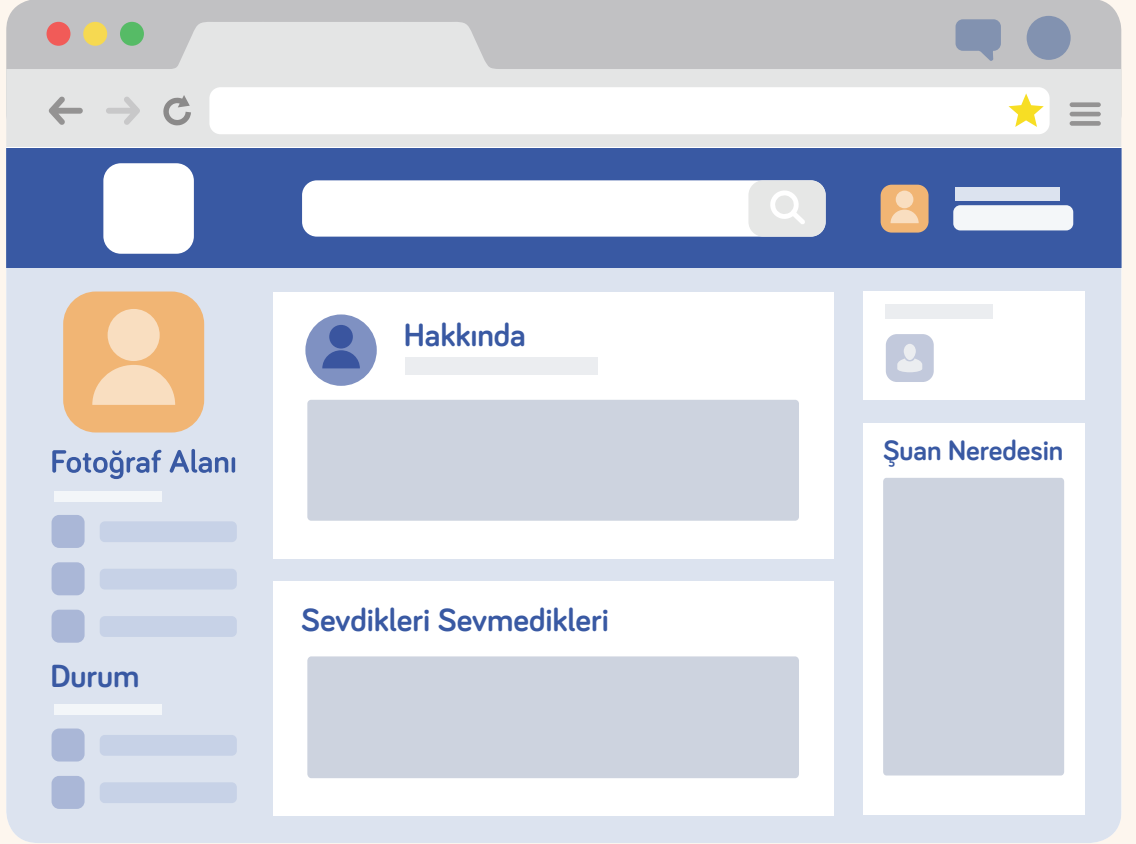 Fotoğraf Alanı
Durum
Hakkında
Sevdikleri Sevmedikleri
Şuan Neredesin